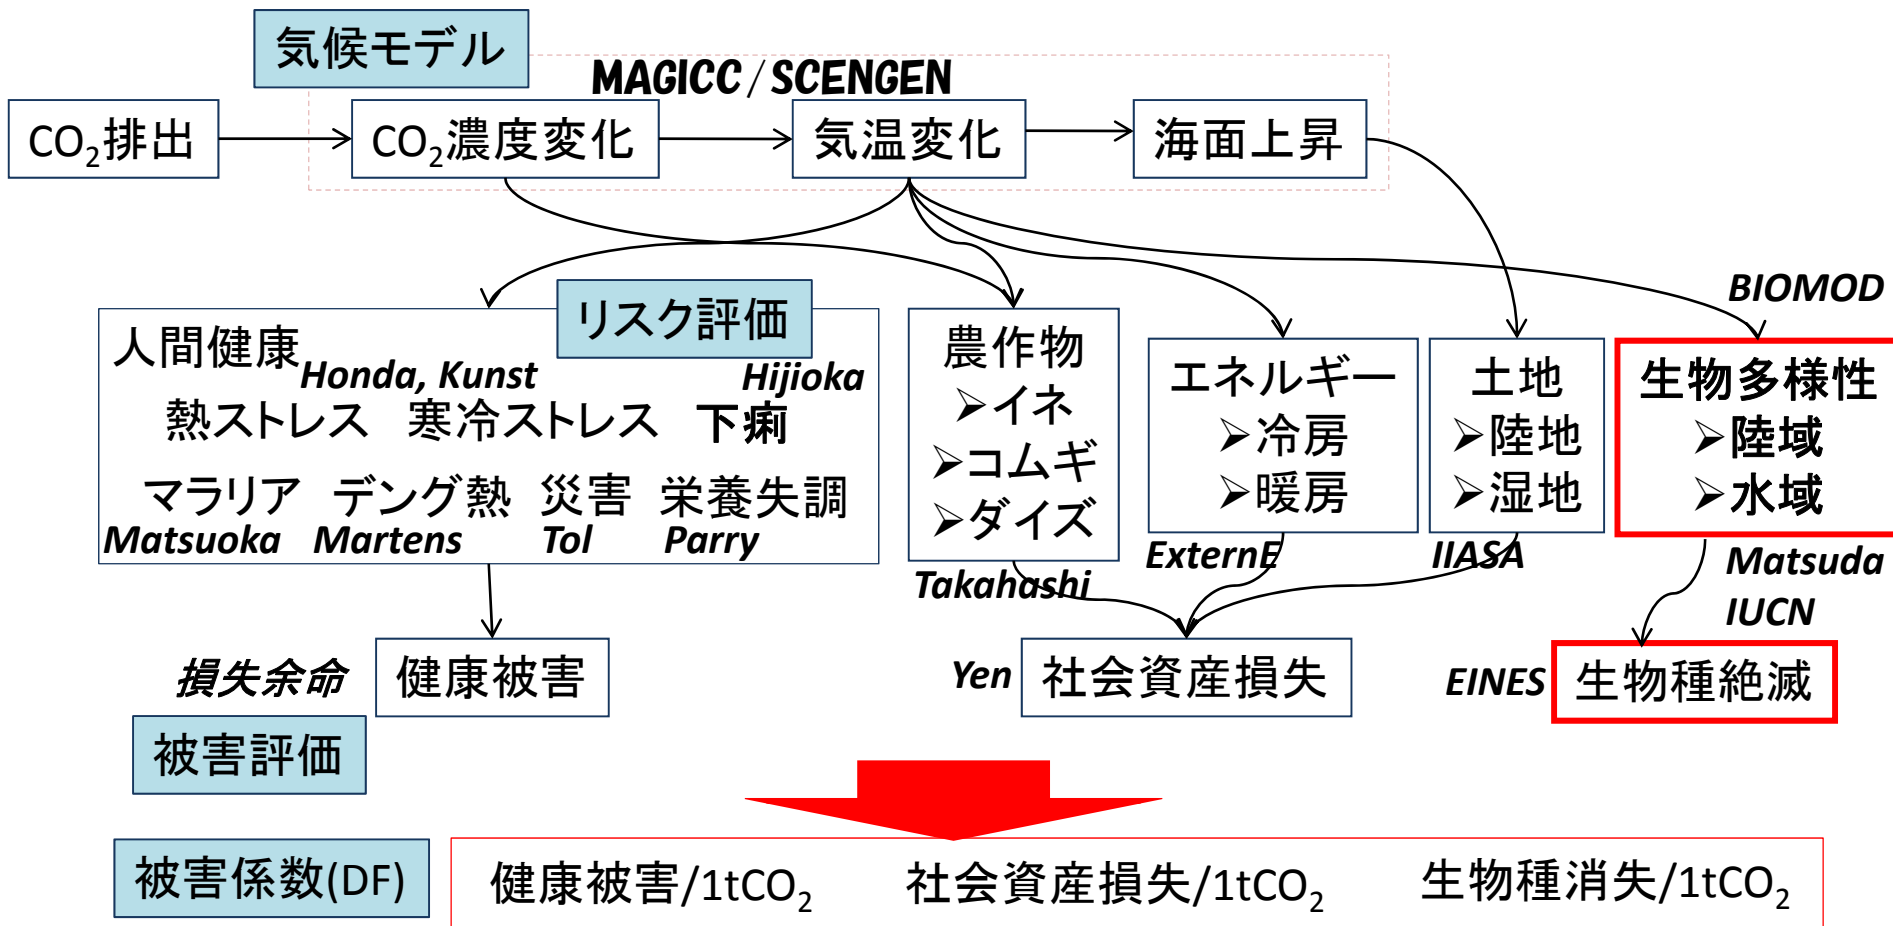 気候モデル
MAGICC/SCENGEN
CO₂排出
CO₂濃度変化
気温変化
海面上昇
BIOMOD
リスク評価
人間健康
Honda, Kunst
Hijioka
熱ストレス 寒冷ストレス 下痢
マラリア デング熱 災害 栄養失調
Matsuoka Martens Tol Parry
農作物
➢イネ
➢コムギ
➢ダイズ
Takahashi
エネルギー
➢冷房
➢暖房
ExternE
土地
➢陸地
➢湿地
IIASA
生物多様性
➢陸域
➢水域
Matsuda
IUCN
損失余命
健康被害
Yen
社会資産損失
EINES
生物種絶滅
被害評価
被害係数(DF)
健康被害/1tCO₂
社会資産損失/1tCO₂
生物種消失/1tCO₂